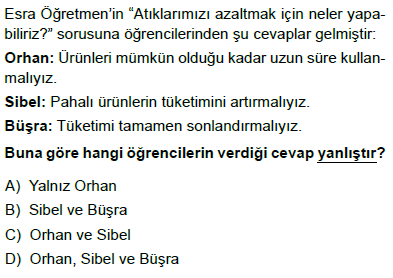 Esra Öğretmen'in “Atıklarımızı azaltmak için neler yapa-
biliriz?” sorusuna öğrencilerinden şu cevaplar gelmiştir:
Orhan: Ürünleri mümkün olduğu kadar uzun süre kullan-
malıyız.
Sibel: Pahalı ürünlerin tüketimini artırmalıyız.
Büşra: Tüketimi tamamen sonlandırmalıyız.
Buna göre hangi öğrencilerin verdiği cevap yanlıştır?
A) Yalnız Orhan
B) Sibel ve Büşra
C) Orhan ve Sibel
D) Orhan, Sibel ve Büşra